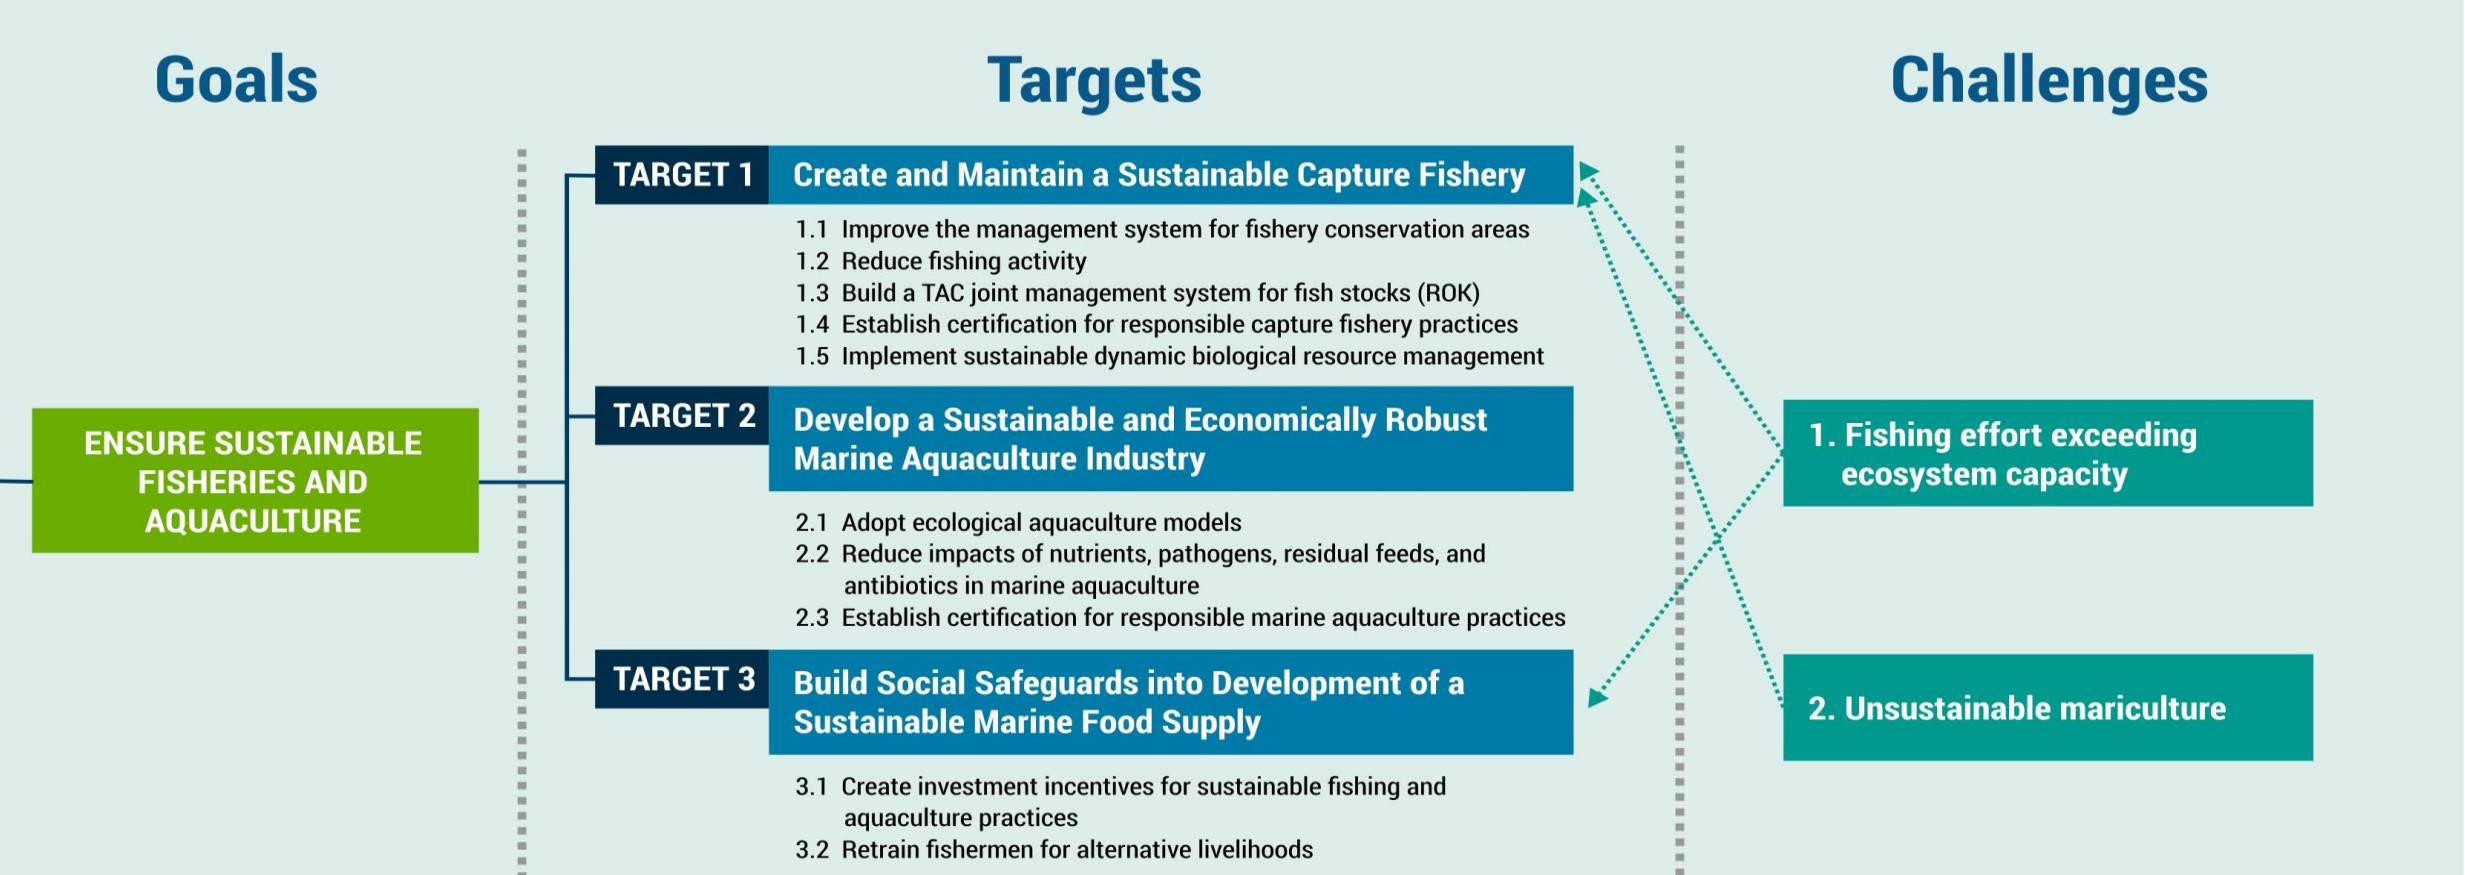 Goals
Targets
Challenges
ENSURE SUSTAINABLE
FISHERIES AND
AQUACULTURE
TARGET 1
Create and Maintain a Sustainable Capture Fishery
1.1 Improve the management system for fishery conservation areas
1.2 Reduce fishing activity
1.3 Build a TAC joint management system for fish stocks (ROK)
1.4 Establish certification for responsible capture fishery practices
1.5 Implement sustainable dynamic biological resource management
TARGET 2
Develop a Sustainable and Economically Robust
Marine Aquaculture Industry
2.1 Adopt ecological aquaculture models
2.2 Reduce impacts of nutrients, pathogens, residual feeds, and
antibiotics in marine aquaculture
2.3 Establish certification for responsible marine aquaculture practices
TARGET 3
Build Social Safeguards into Development of a
Sustainable Marine Food Supply
3.1 Create investment incentives for sustainable fishing and
aquaculture practices
3.2 Retrain fishermen for alternative livelihoods
1. Fishing effort exceeding
ecosystem capacity
2. Unsustainable mariculture